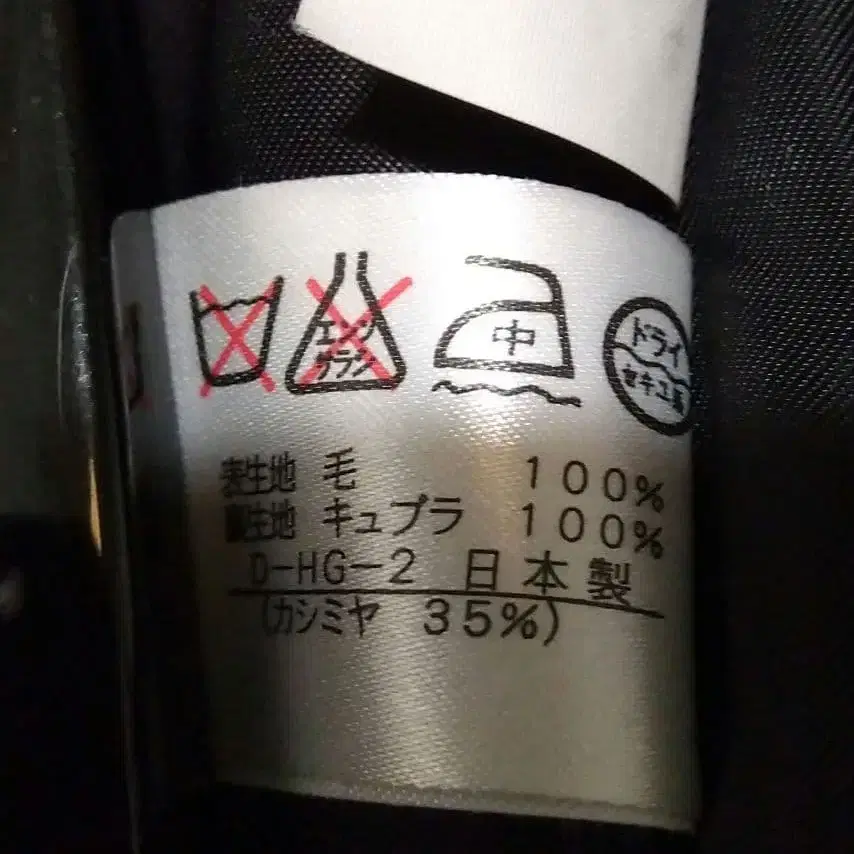 エンソ
サラシ
中
ドライ
セキユ系
表生地 毛 100%
裏生地 キュプラ 100%
D-HG-2 日本製
(カシミヤ 35%)